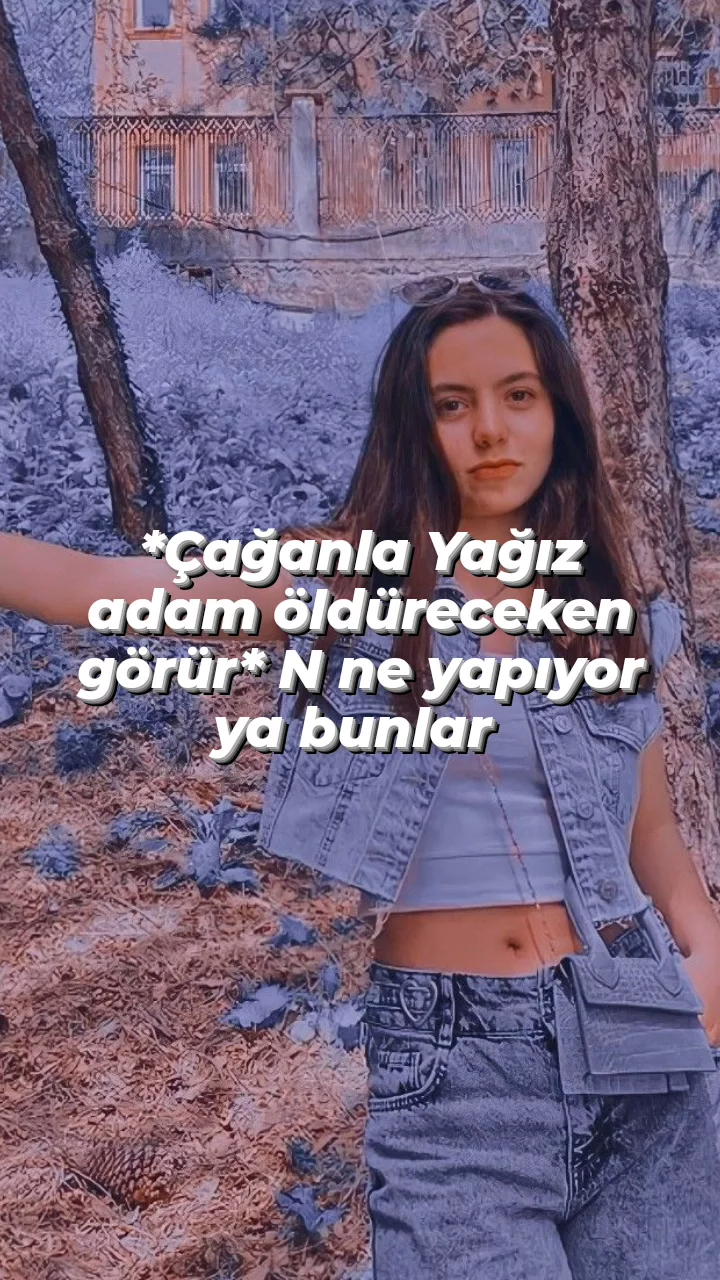 *Çağanla Yağız
adam öldüreceken
görür* N ne yapıyor
ya bunlar